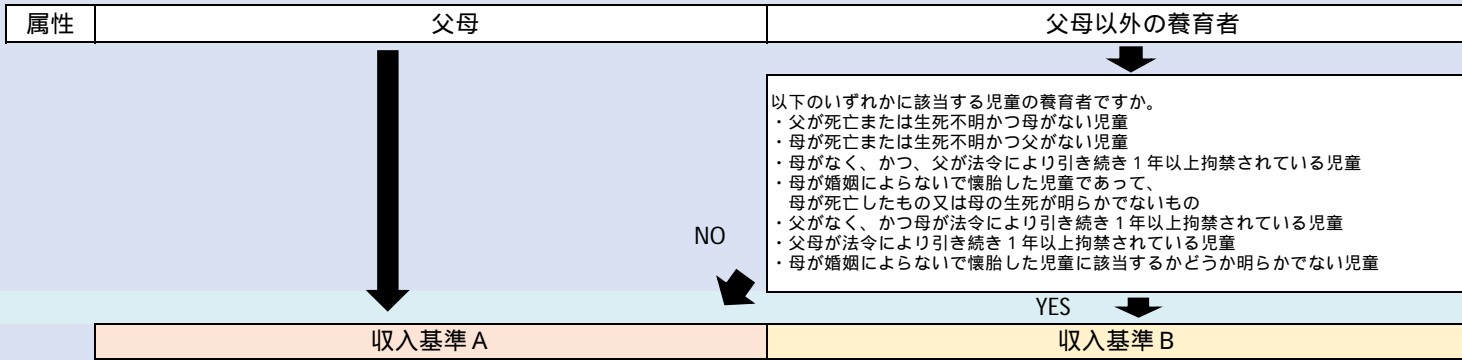 属性 父母 父母以外の養育者
以下のいずれかに該当する児童の養育者ですか。
・父が死亡または生死不明かつ母がない児童
・母が死亡または生死不明かつ父がない児童
・母がなく、かつ、父が法令により引き続き１年以上拘禁されている児童
・母が婚姻によらないで懐胎した児童であって、
母が死亡したもの又は母の生死が明らかでないもの
・父がなく、かつ母が法令により引き続き１年以上拘禁されている児童
・父母が法令により引き続き１年以上拘禁されている児童
・母が婚姻によらないで懐胎した児童に該当するかどうか明らかでない児童
NO
YES
収入基準Ａ 収入基準Ｂ